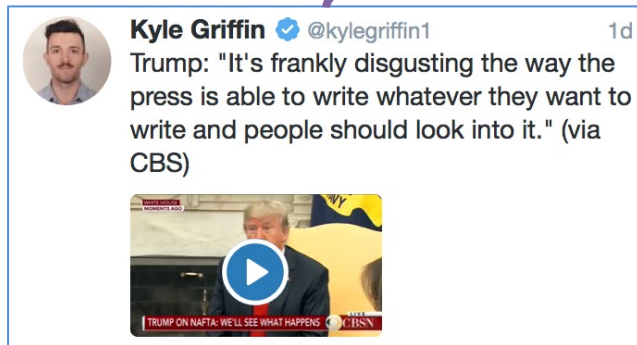 Kyle Griffin @kylegriffin1 1d
Trump: "It's frankly disgusting the way the
press is able to write whatever they want to
write and people should look into it." (via
CBS)
WHITE HOUSE
MOMENTS AGO
NAVY
LIVE
TRUMP ON NAFTA: WE'LL SEE WHAT HAPPENS CBSN